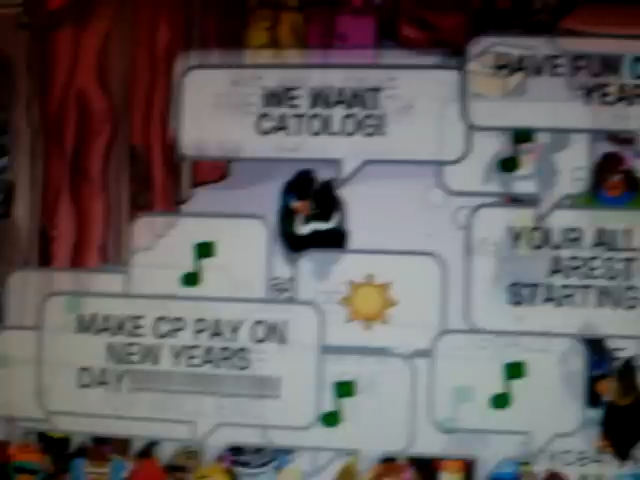 WE WANT
CATOLOG!
HAVE FUN
YEAR
YOUR ALL
AREST
STARTING
MAKE CP PAY ON
NEW YEARS
DAY